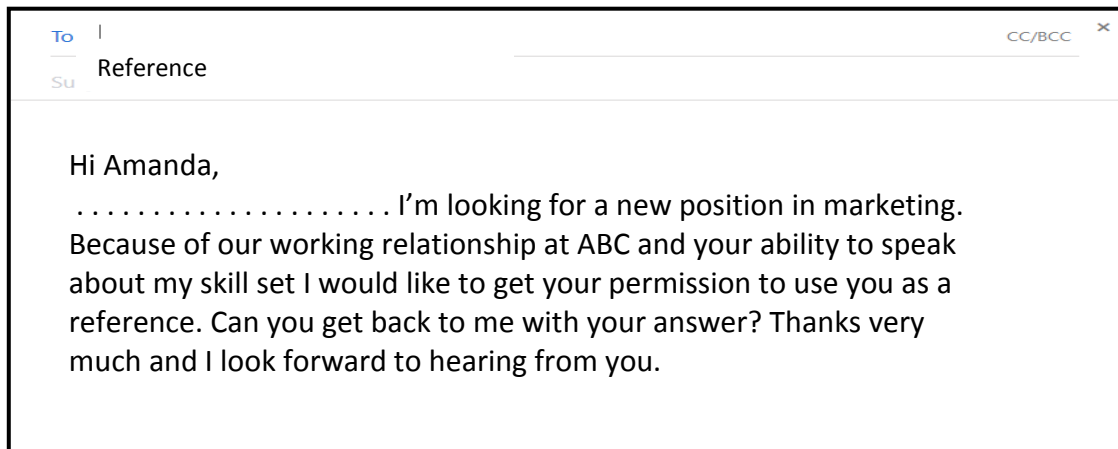 To CC/BCC ×
Su Reference
Hi Amanda,
. . . . . . . . . . . . . . . . . . . . . I’m looking for a new position in marketing.
Because of our working relationship at ABC and your ability to speak
about my skill set I would like to get your permission to use you as a
reference. Can you get back to me with your answer? Thanks very
much and I look forward to hearing from you.